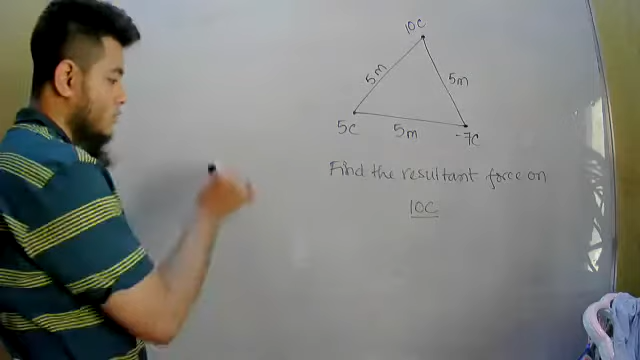 10C
5m
5m
5C
5m
-7C
Find the resultant force on
10C